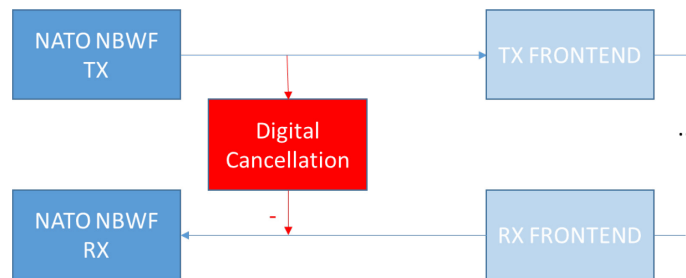 NATO NBWF
TX
TX FRONTEND
Digital
Cancellation
-
NATO NBWF
RX
RX FRONTEND